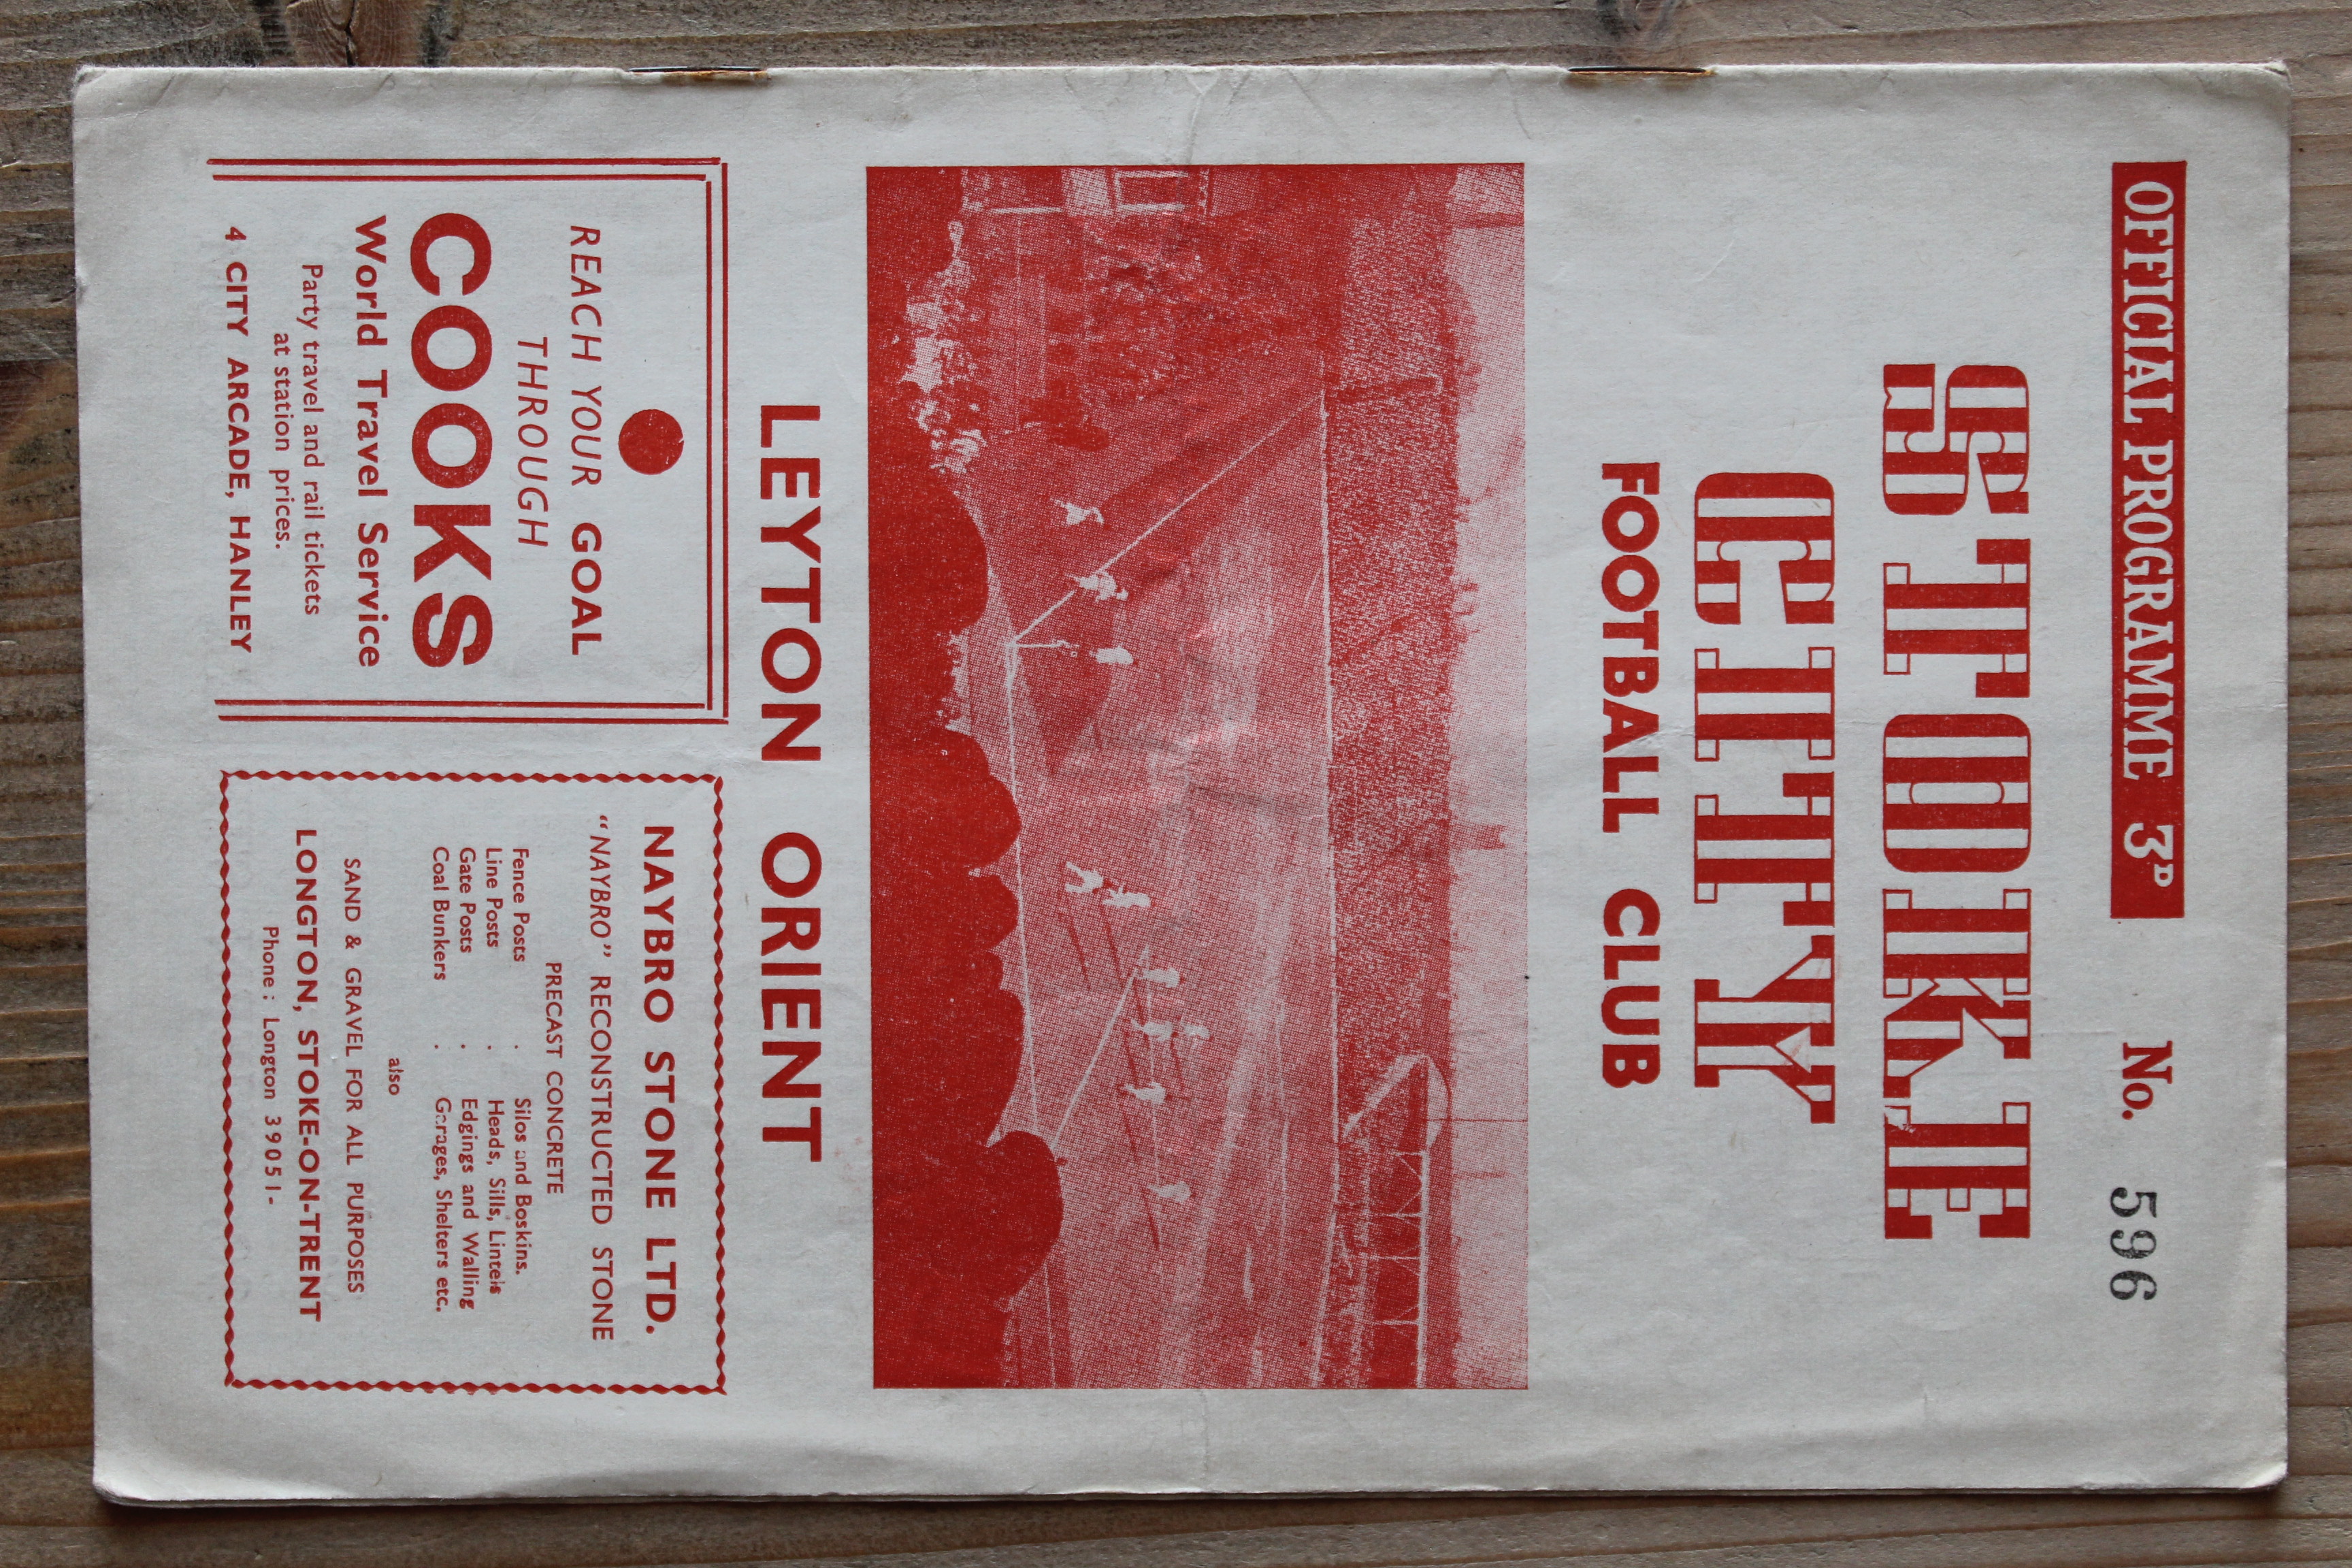 OFFICIAL PROGRAMME 3D No. 596
STOKE
CITY
FOOTBALL CLUB
LEYTON ORIENT
REACH YOUR GOAL
THROUGH
COOKS
World Travel Service
Party travel and rail tickets
at station prices.
4 CITY ARCADE, HANLEY
NAYBRO STONE LTD.
"NAYBRO" RECONSTRUCTED STONE
PRECAST CONCRETE
Fence Posts . Silos and Boskins.
Line Posts . Heads, Sills, Lintels
Gate Posts . Edgings and Walling
Coal Bunkers . Garages, Shelters etc.
also
SAND & GRAVEL FOR ALL PURPOSES
LONGTON, STOKE-ON-TRENT
Phone: Longton 39051-